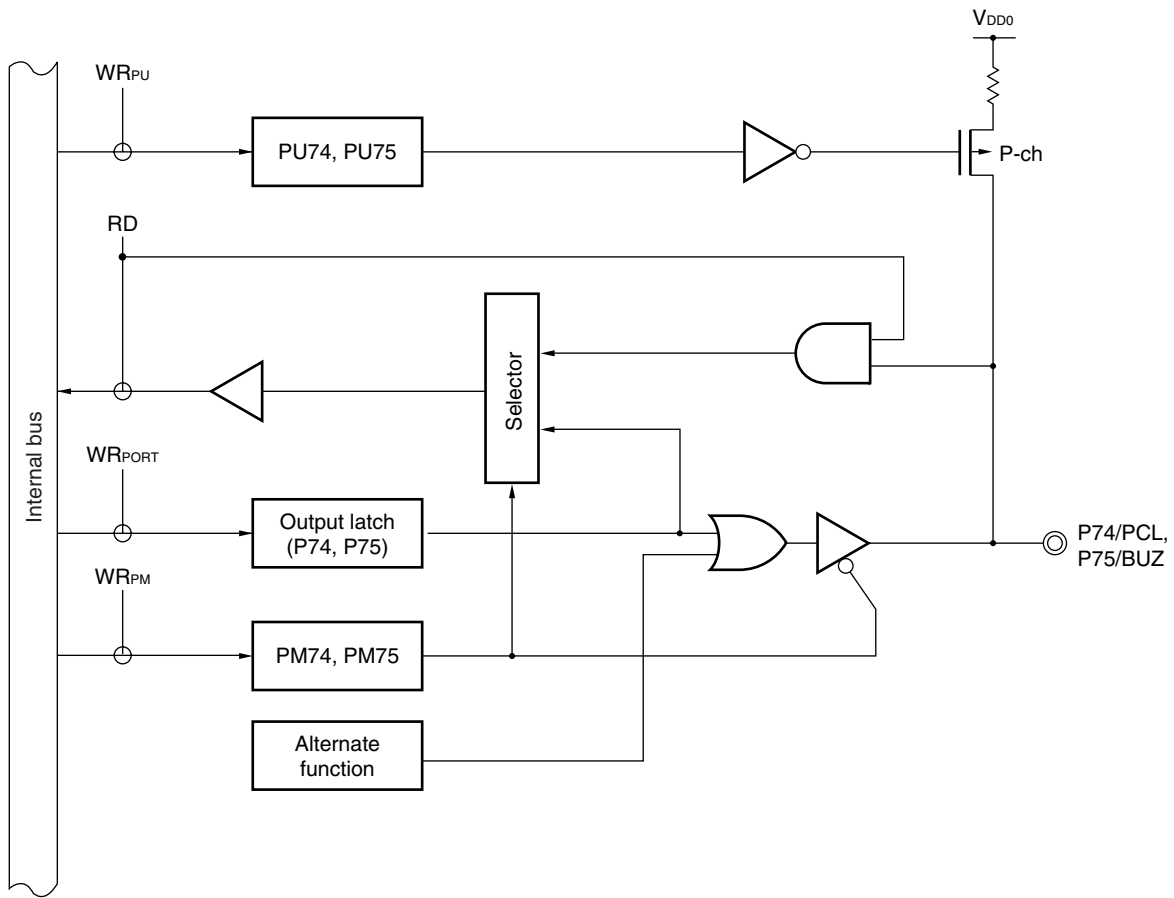 VDD0
WRPU
PU74, PU75
P-ch
RD
Selector
Internal bus
WRPORT
Output latch
(P74, P75)
P74/PCL,
P75/BUZ
WRPM
PM74, PM75
Alternate
function